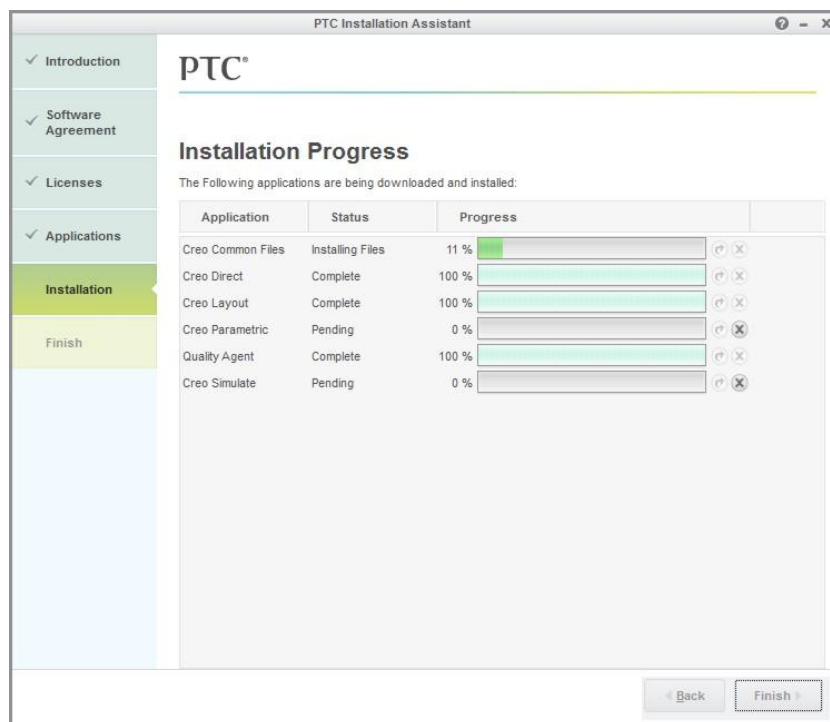 PTC Installation Assistant
Introduction
Software
Agreement
Licenses
Applications
Installation
Finish
PTC®
Installation Progress
The Following applications are being downloaded and installed:
Application Status Progress
Creo Common Files Installing Files 11 %
Creo Direct Complete 100 %
Creo Layout Complete 100 %
Creo Parametric Pending 0 %
Quality Agent Complete 100 %
Creo Simulate Pending 0 %
Back Finish